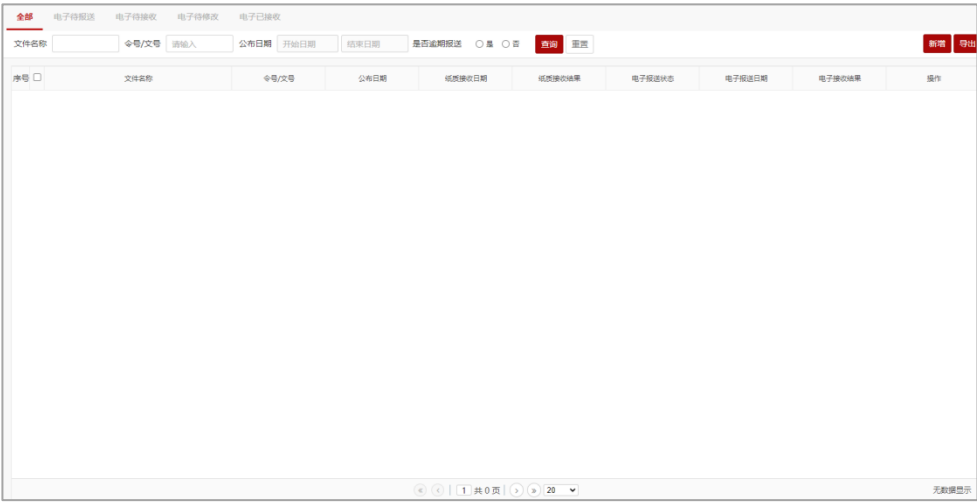 全部 电子待报送 电子待接收 电子待修改 电子已接收
文件名称 令号/文号 请输入 公布日期 开始日期 结束日期 是否逾期报送 是 否 查询 重置 新增 导出
序号 文件名称 令号/文号 公布日期 纸质接收日期 纸质接收结果 电子报送状态 电子报送日期 电子接收结果 操作
1 共 0 页 20 无数据显示